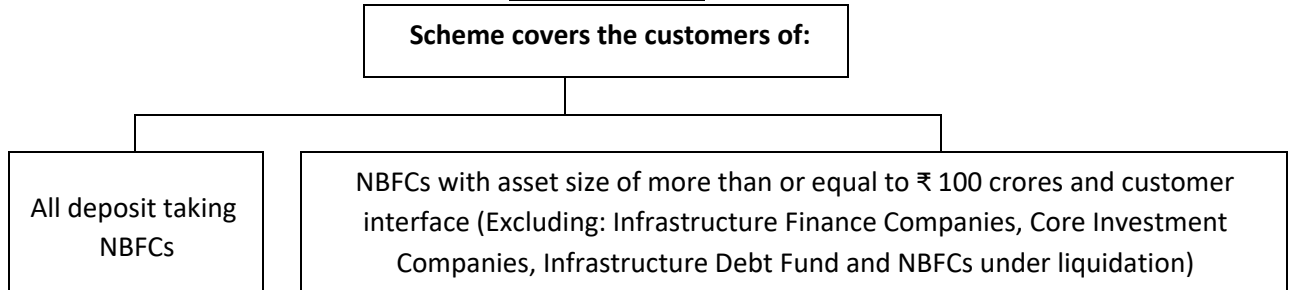 Scheme covers the customers of:
All deposit taking
NBFCs
NBFCs with asset size of more than or equal to ₹ 100 crores and customer
interface (Excluding: Infrastructure Finance Companies, Core Investment
Companies, Infrastructure Debt Fund and NBFCs under liquidation)